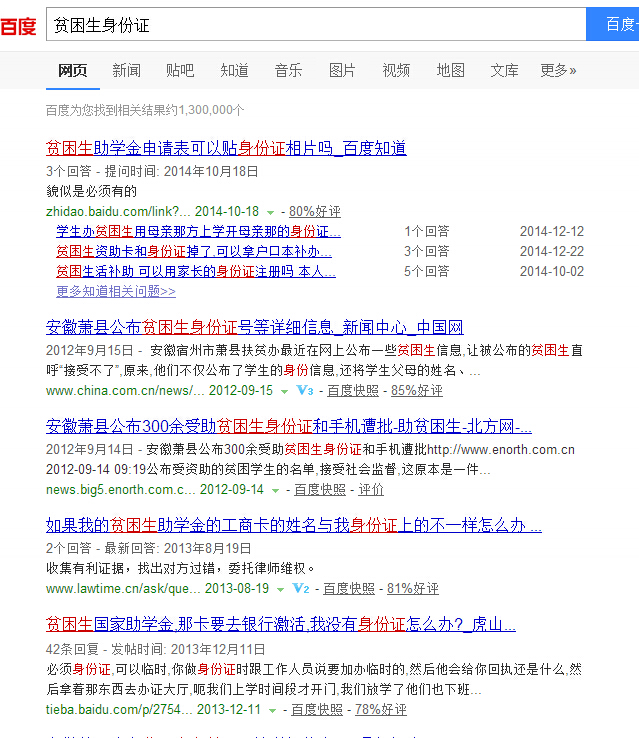 百度
贫困生身份证
百度一
网页 新闻 贴吧 知道 音乐 图片 视频 地图 文库 更多»
百度为您找到相关结果约1,300,000个
贫困生助学金申请表可以贴身份证相片吗_百度知道
3个回答 - 提问时间: 2014年10月18日
貌似是必须有的
zhidao.baidu.com/link?... 2014-10-18 - 80%好评
学生办贫困生用母亲那方上学开母亲那的身份证... 1个回答 2014-12-12
贫困生资助卡和身份证掉了,可以拿户口本补办... 3个回答 2014-12-22
贫困生活补助 可以用家长的身份证注册吗 本人... 5个回答 2014-10-02
更多知道相关问题>>
安徽萧县公布贫困生身份证号等详细信息_新闻中心_中国网
2012年9月15日 - 安徽宿州市萧县扶贫办最近在网上公布一些贫困生信息,让被公布的贫困生直
呼“接受不了”,原来,他们不仅公布了学生的身份信息,还将学生父母的姓名、...
www.china.com.cn/news/... 2012-09-15 V3 - 百度快照 - 85%好评
安徽萧县公布300余名受助贫困生身份证和手机遭批-助贫困生-北方网-...
2012年9月14日 - 安徽萧县公布300余名受助贫困生身份证和手机遭批http://www.enorth.com.cn
2012-09-14 09:19公布受资助的贫困学生的名单,接受社会监督,这原本是一件...
news.big5.enorth.com.c... 2012-09-14 - 百度快照 - 评价
如果我的贫困生助学金的工商卡的姓名与我身份证上的不一样怎么办 ...
2个回答 - 最新回答: 2013年8月19日
收集有利证据，找出对方过错，委托律师维权。
www.lawtime.cn/ask/que... 2013-08-19 V2 - 百度快照 - 81%好评
贫困生国家助学金,那卡要去银行激活,我没有身份证怎么办?_虎山...
42条回复 - 发帖时间: 2013年12月11日
必须身份证,可以临时,你做身份证时跟工作人员说要加办临时的,然后他会给你回执还是什么,然
后拿着那东西去办证大厅,呃我们上学时间段才开门,我们放学了他们也下班...
tieba.baidu.com/p/2754... 2013-12-11 - 百度快照 - 78%好评